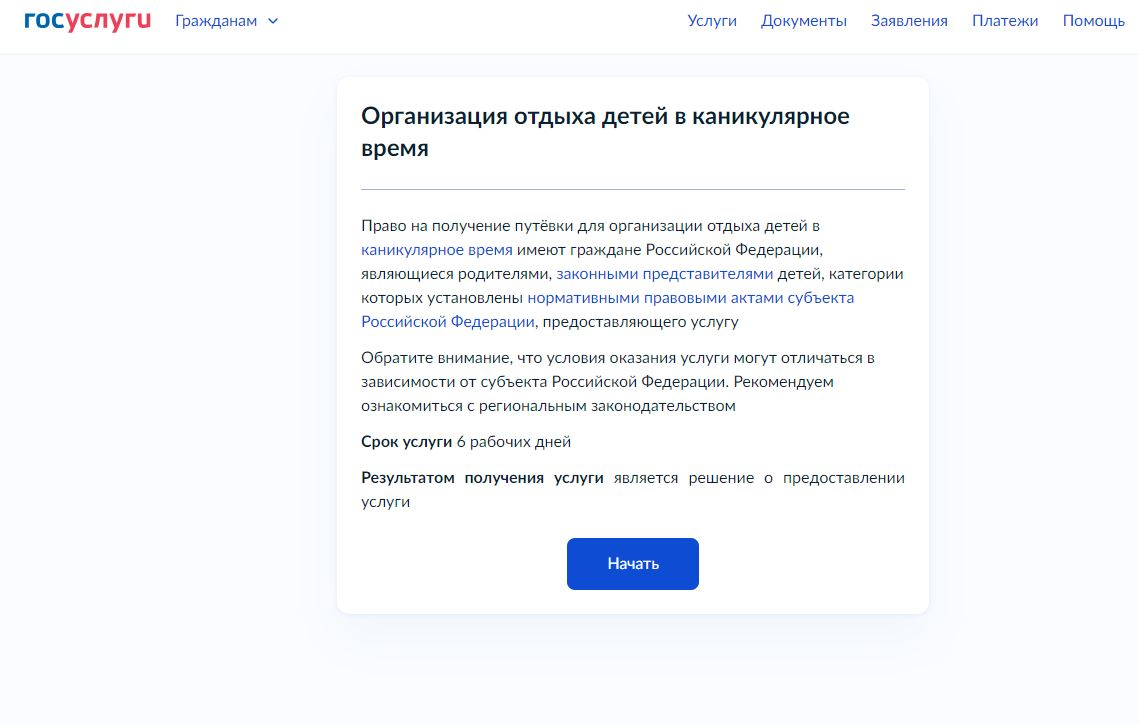 госуслуги Гражданам Услуги Документы Заявления Платежи Помощь
Организация отдыха детей в каникулярное
время
Право на получение путёвки для организации отдыха детей в
каникулярное время имеют граждане Российской Федерации,
являющиеся родителями, законными представителями детей, категории
которых установлены нормативными правовыми актами субъекта
Российской Федерации, предоставляющего услугу
Обратите внимание, что условия оказания услуги могут отличаться в
зависимости от субъекта Российской Федерации. Рекомендуем
ознакомиться с региональным законодательством
Срок услуги 6 рабочих дней
Результатом получения услуги является решение о предоставлении
услуги
Начать